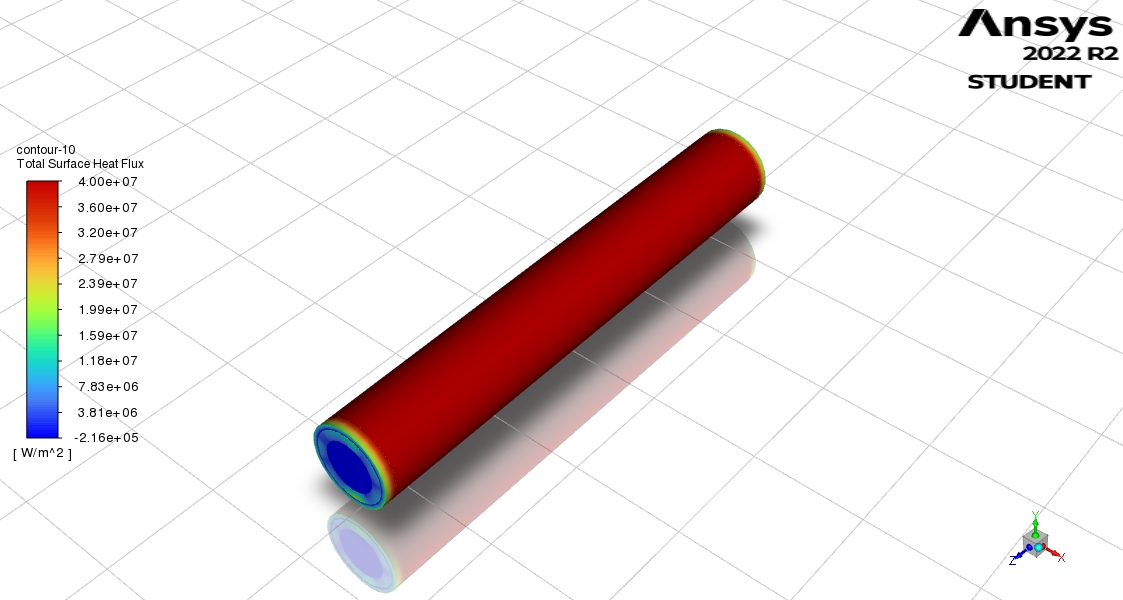 Ansys
2022 R2
STUDENT
contour-10
Total Surface Heat Flux
4.00e+07
3.60e+07
3.20e+07
2.79e+07
2.39e+07
1.99e+07
1.59e+07
1.18e+07
7.83e+06
3.81e+06
-2.16e+05
[ W/m^2 ]
Y
Z
X